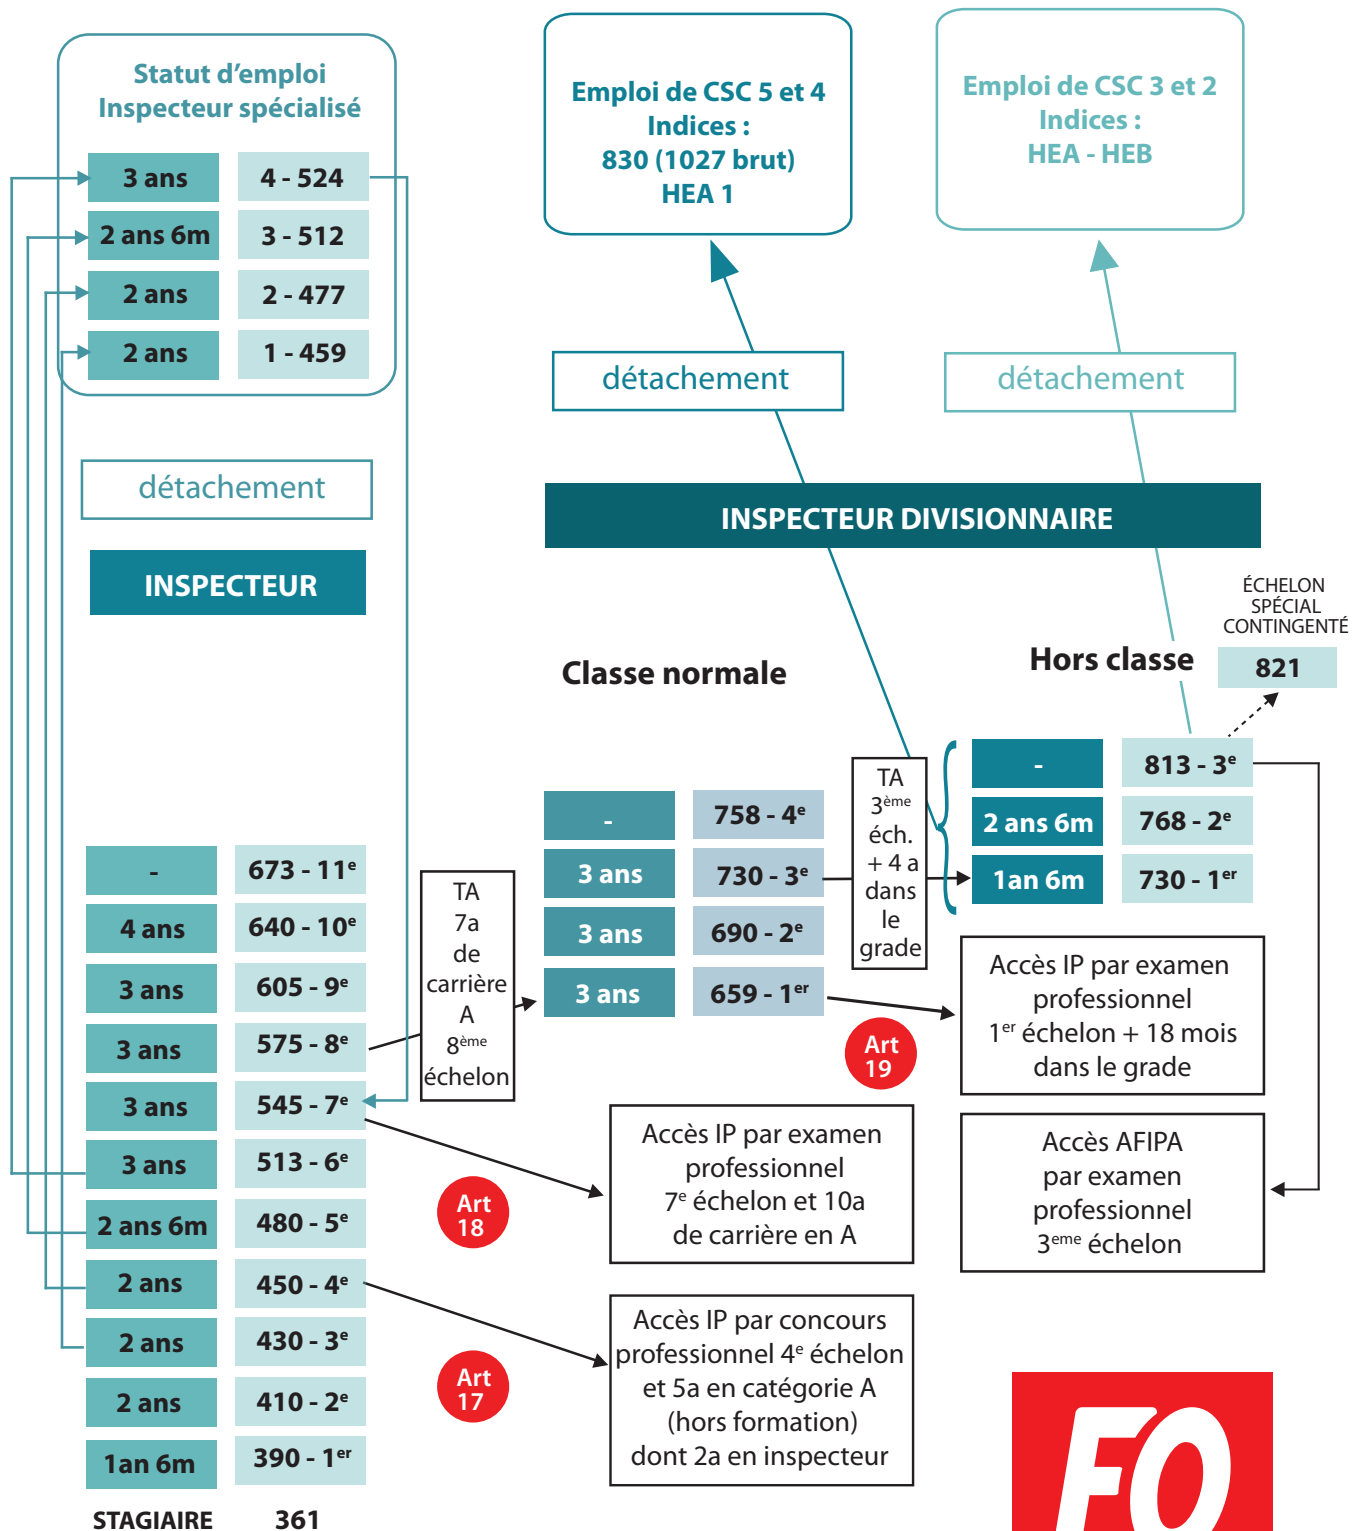 Statut d’emploi
Inspecteur spécialisé
3 ans 4 - 524
2 ans 6m 3 - 512
2 ans 2 - 477
2 ans 1 - 459
détachement
INSPECTEUR
Emploi de CSC 5 et 4
Indices :
830 (1027 brut)
HEA 1
Emploi de CSC 3 et 2
Indices :
HEA - HEB
détachement
détachement
INSPECTEUR DIVISIONNAIRE
ÉCHELON
SPÉCIAL
CONTINGENTÉ
821
Classe normale
Hors classe
- 673 - 11e
4 ans 640 - 10e
3 ans 605 - 9e
3 ans 575 - 8e
3 ans 545 - 7e
3 ans 513 - 6e
2 ans 6m 480 - 5e
2 ans 450 - 4e
2 ans 430 - 3e
2 ans 410 - 2e
1an 6m 390 - 1er
STAGIAIRE 361
TA
7a
de
carrière
A
8ème
échelon
- 758 - 4e
3 ans 730 - 3e
3 ans 690 - 2e
3 ans 659 - 1er
TA
3ème
éch.
+ 4 a
dans
le
grade
- 813 - 3e
2 ans 6m 768 - 2e
1an 6m 730 - 1er
Art
19
Accès IP par examen
professionnel
1er échelon + 18 mois
dans le grade
Art
18
Accès IP par examen
professionnel
7e échelon et 10a
de carrière en A
Accès AFIPA
par examen
professionnel
3eme échelon
Art
17
Accès IP par concours
professionnel 4e échelon
et 5a en catégorie A
(hors formation)
dont 2a en inspecteur
FO